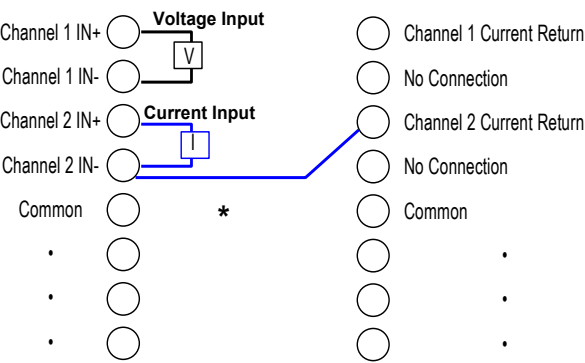 Voltage Input
Channel 1 IN+
Channel 1 Current Return
V
Channel 1 IN-
No Connection
Current Input
Channel 2 IN+
Channel 2 Current Return
I
Channel 2 IN-
No Connection
Common
*
Common
•
•
•
•
•
•